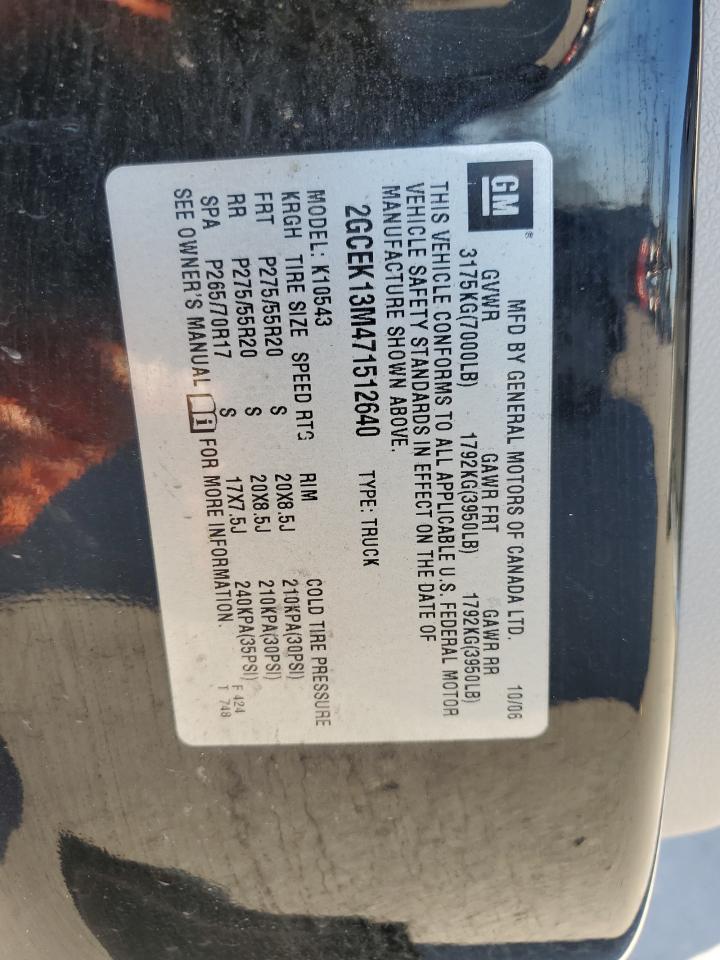 GM ®
MFD BY GENERAL MOTORS OF CANADA LTD. 10/06
GVWR GAWR FRT GAWR RR
3175KG(7000LB) 1792KG(3950LB) 1792KG(3950LB)
THIS VEHICLE CONFORMS TO ALL APPLICABLE U.S. FEDERAL MOTOR
VEHICLE SAFETY STANDARDS IN EFFECT ON THE DATE OF
MANUFACTURE SHOWN ABOVE.
2GCEK13M471512640 TYPE: TRUCK
MODEL: K10543 RIM COLD TIRE PRESSURE
KRGH TIRE SIZE SPEED RTG
FRT P275/55R20 S 20X8.5J 210KPA(30PSI)
RR P275/55R20 S 20X8.5J 210KPA(30PSI)
SPA P265/70R17 S 17X7.5J 240KPA(35PSI)
SEE OWNER'S MANUAL i FOR MORE INFORMATION.
F 424
T 748